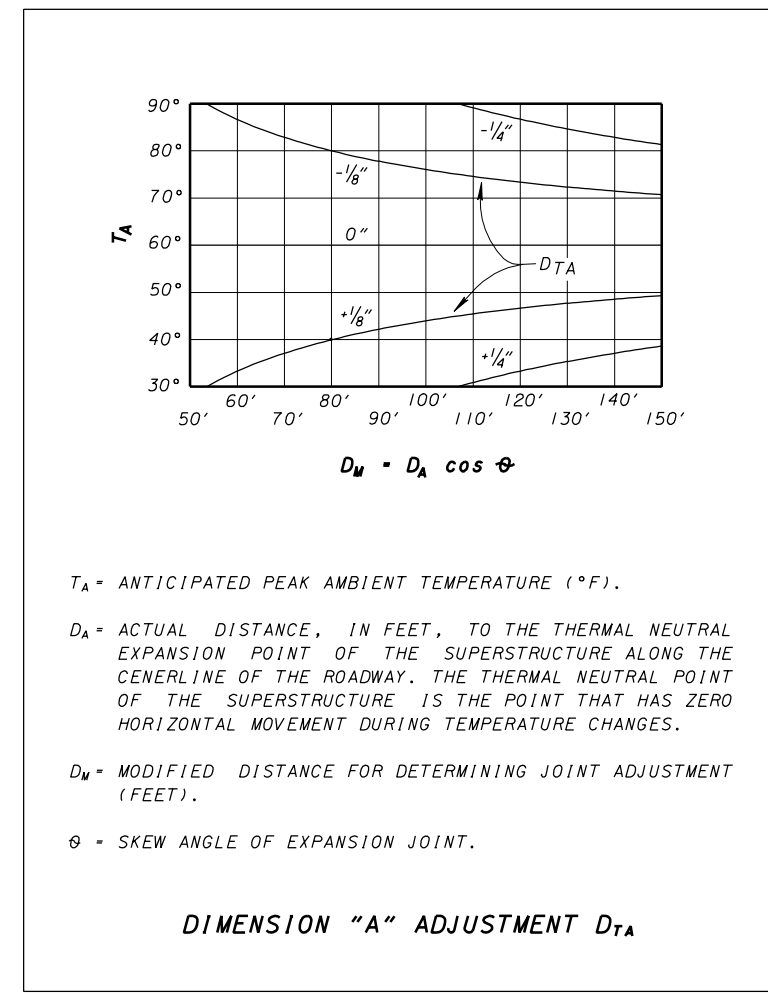 90°
-1/4"
80°
-1/8"
70°
TA
0"
60°
DTA
50°
+1/8"
40°
+1/4"
30°
60' 80' 100' 120' 140'
50' 70' 90' 110' 130' 150'
DM = DA cos θ
TA = ANTICIPATED PEAK AMBIENT TEMPERATURE (°F).
DA = ACTUAL DISTANCE, IN FEET, TO THE THERMAL NEUTRAL
EXPANSION POINT OF THE SUPERSTRUCTURE ALONG THE
CENERLINE OF THE ROADWAY. THE THERMAL NEUTRAL POINT
OF THE SUPERSTRUCTURE IS THE POINT THAT HAS ZERO
HORIZONTAL MOVEMENT DURING TEMPERATURE CHANGES.
DM = MODIFIED DISTANCE FOR DETERMINING JOINT ADJUSTMENT
(FEET).
θ = SKEW ANGLE OF EXPANSION JOINT.
DIMENSION "A" ADJUSTMENT DTA